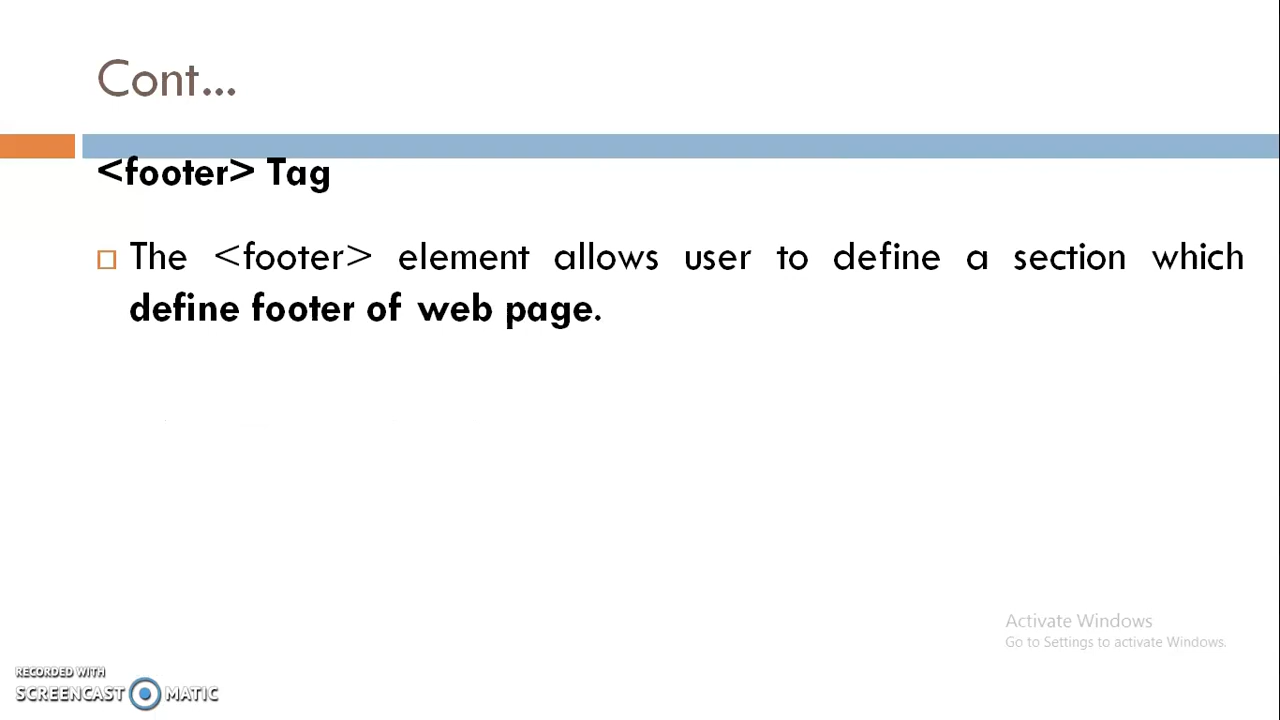 Cont...
<footer> Tag
The <footer> element allows user to define a section which
define footer of web page.
Activate Windows
Go to Settings to activate Windows.
RECORDED WITH
SCREENCAST MATIC